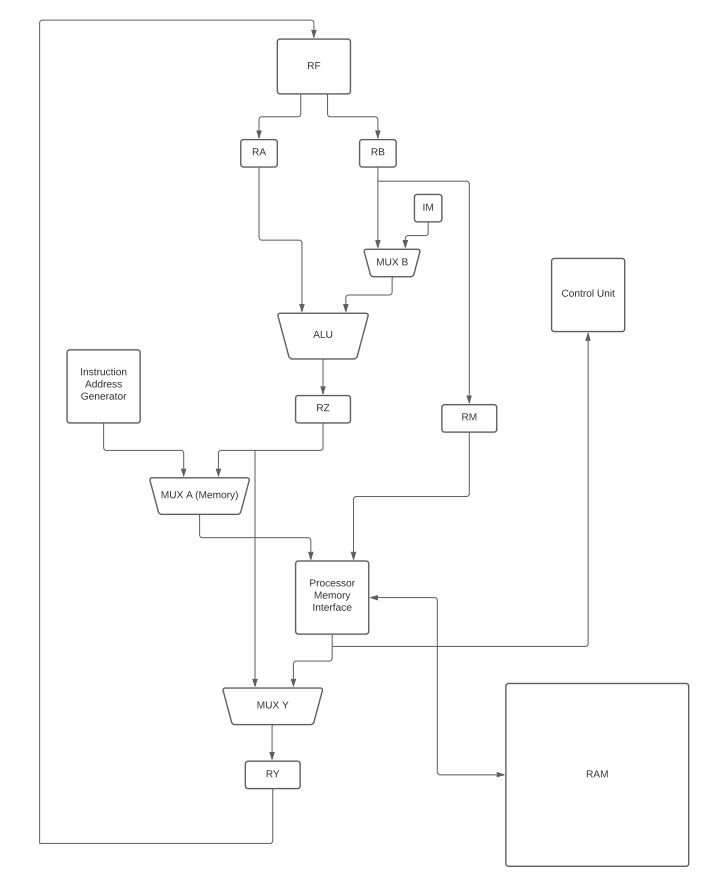 RF
RA
RB
IM
MUX B
Control Unit
ALU
Instruction
Address
Generator
RZ
RM
MUX A (Memory)
Processor
Memory
Interface
MUX Y
RY
RAM